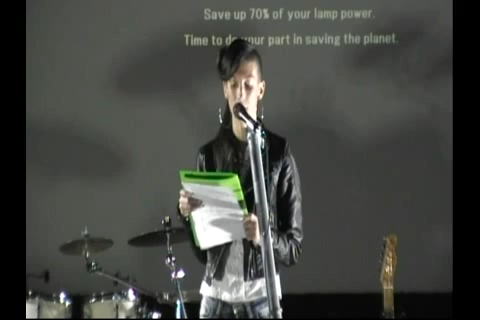 Save up 70% of your lamp power.
Time to do your part in saving the planet.